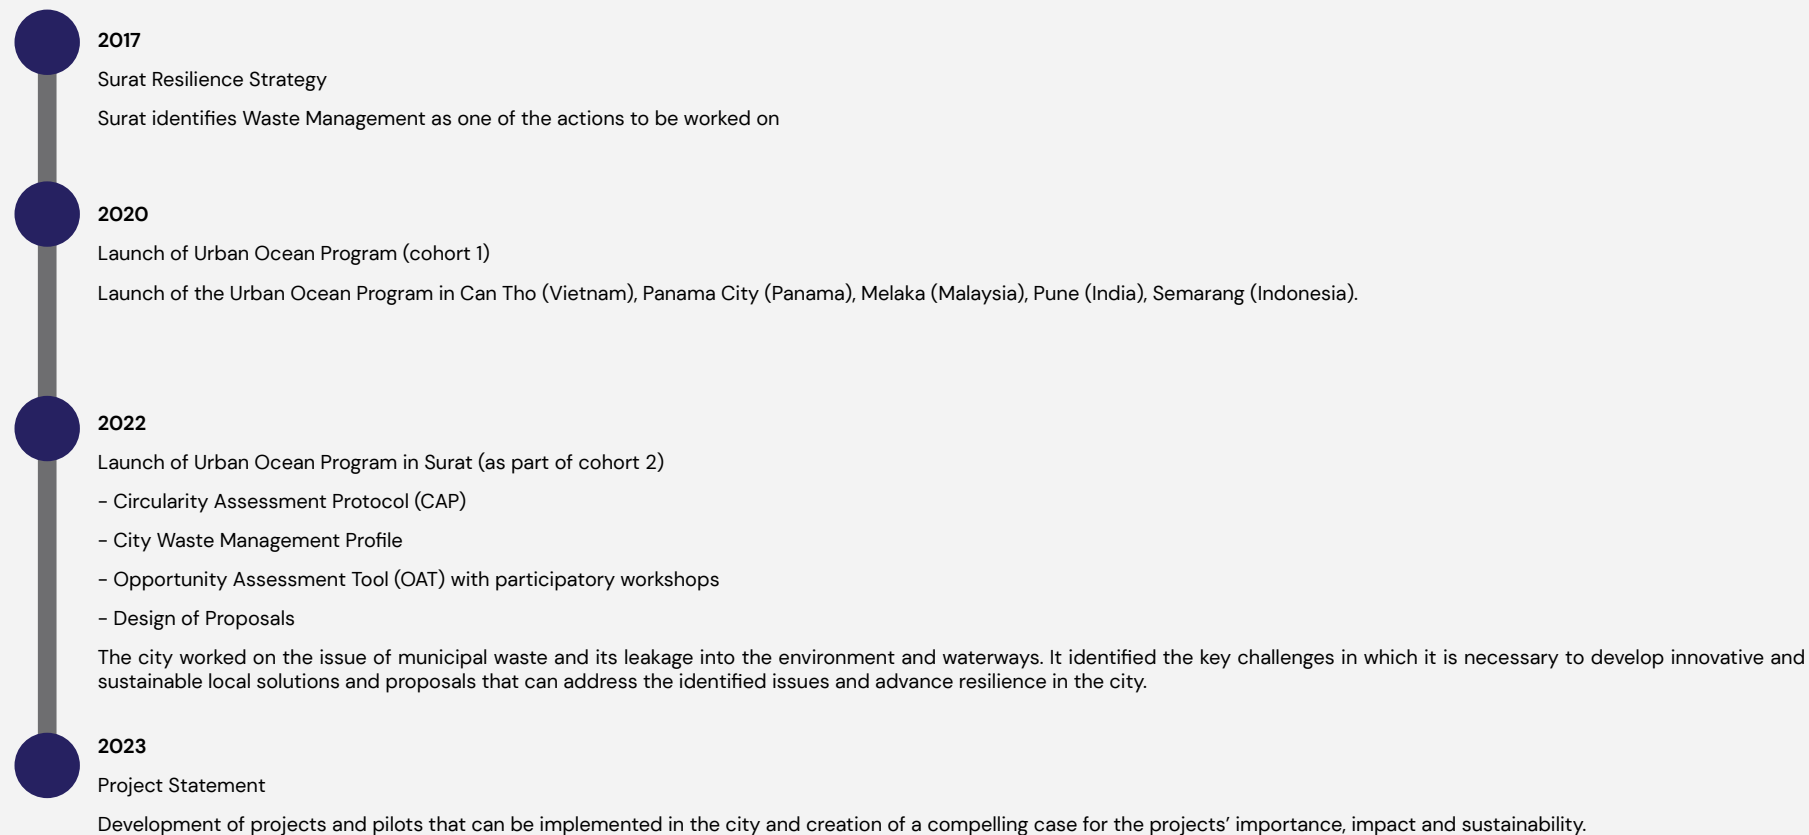 2017
Surat Resilience Strategy
Surat identifies Waste Management as one of the actions to be worked on
2020
Launch of Urban Ocean Program (cohort 1)
Launch of the Urban Ocean Program in Can Tho (Vietnam), Panama City (Panama), Melaka (Malaysia), Pune (India), Semarang (Indonesia).
2022
Launch of Urban Ocean Program in Surat (as part of cohort 2)
- Circularity Assessment Protocol (CAP)
- City Waste Management Profile
- Opportunity Assessment Tool (OAT) with participatory workshops
- Design of Proposals
The city worked on the issue of municipal waste and its leakage into the environment and waterways. It identified the key challenges in which it is necessary to develop innovative and
sustainable local solutions and proposals that can address the identified issues and advance resilience in the city.
2023
Project Statement
Development of projects and pilots that can be implemented in the city and creation of a compelling case for the projects’ importance, impact and sustainability.